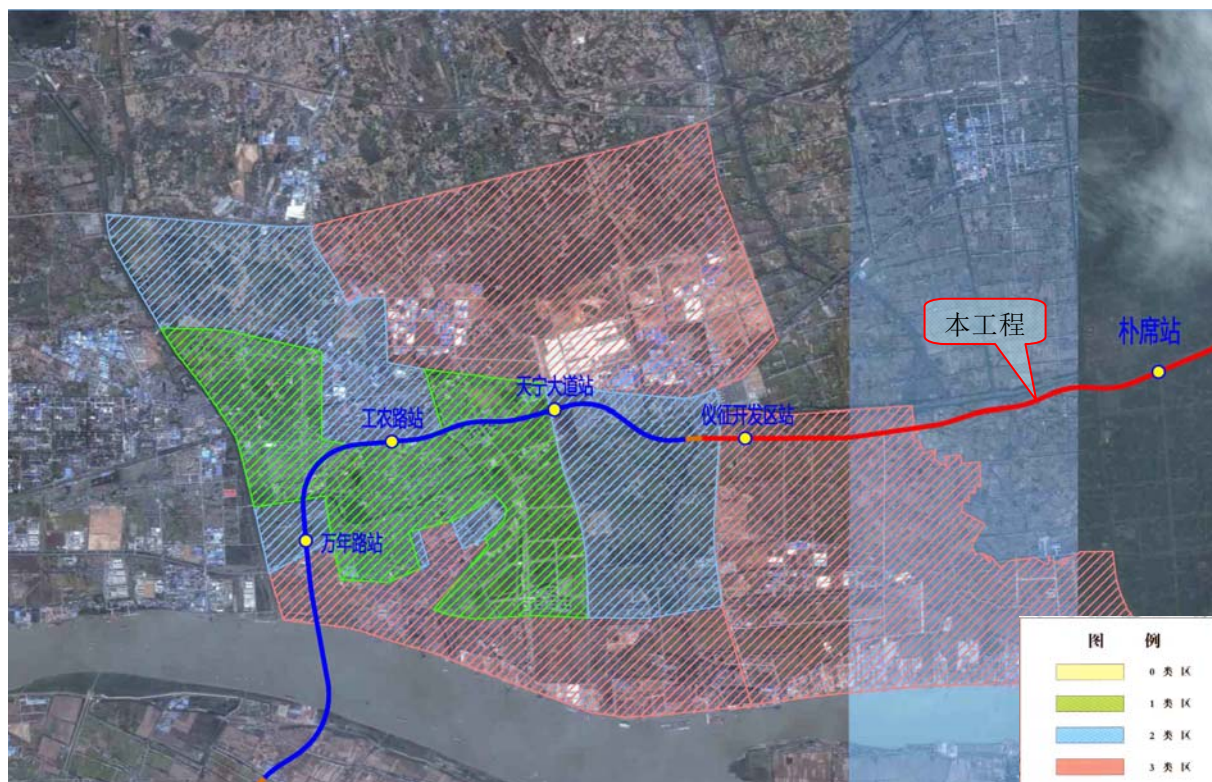 本工程
朴席站
天宁大道站
工农路站
仪征开发区站
万年路站
图 例
0 类 区
1 类 区
2 类 区
3 类 区